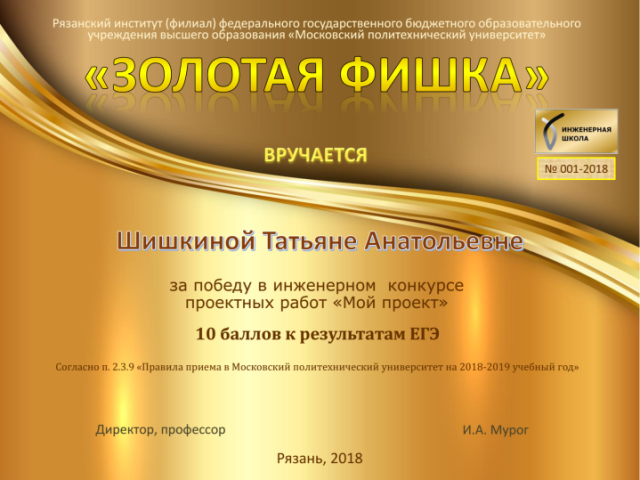 Рязанский институт (филиал) федерального государственного бюджетного образовательного
учреждения высшего образования «Московский политехнический университет»
«ЗОЛОТАЯ ФИШКА»
ИНЖЕНЕРНАЯ
ШКОЛА
ВРУЧАЕТСЯ
№ 001-2018
Шишкиной Татьяне Анатольевне
за победу в инженерном конкурсе
проектных работ «Мой проект»
10 баллов к результатам ЕГЭ
Согласно п. 2.3.9 «Правила приема в Московский политехнический университет на 2018-2019 учебный год»
Директор, профессор И.А. Мурог
Рязань, 2018